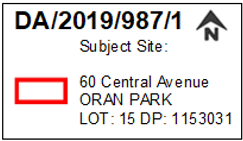 DA/2019/987/1
N
Subject Site:
60 Central Avenue
ORAN PARK
LOT: 15 DP: 1153031